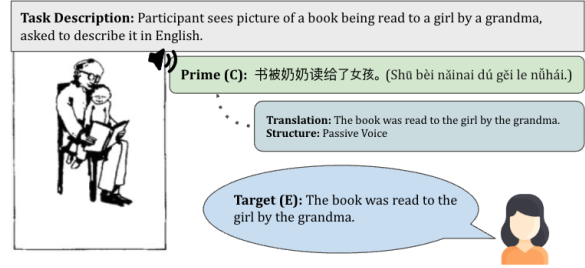 Task Description: Participant sees picture of a book being read to a girl by a grandma,
asked to describe it in English.
Prime (C): 书被奶奶读给了女孩。(Shū bèi nǎinai dú gěi le nǚhái.)
Translation: The book was read to the girl by the grandma.
Structure: Passive Voice
Target (E): The book was read to the
girl by the grandma.